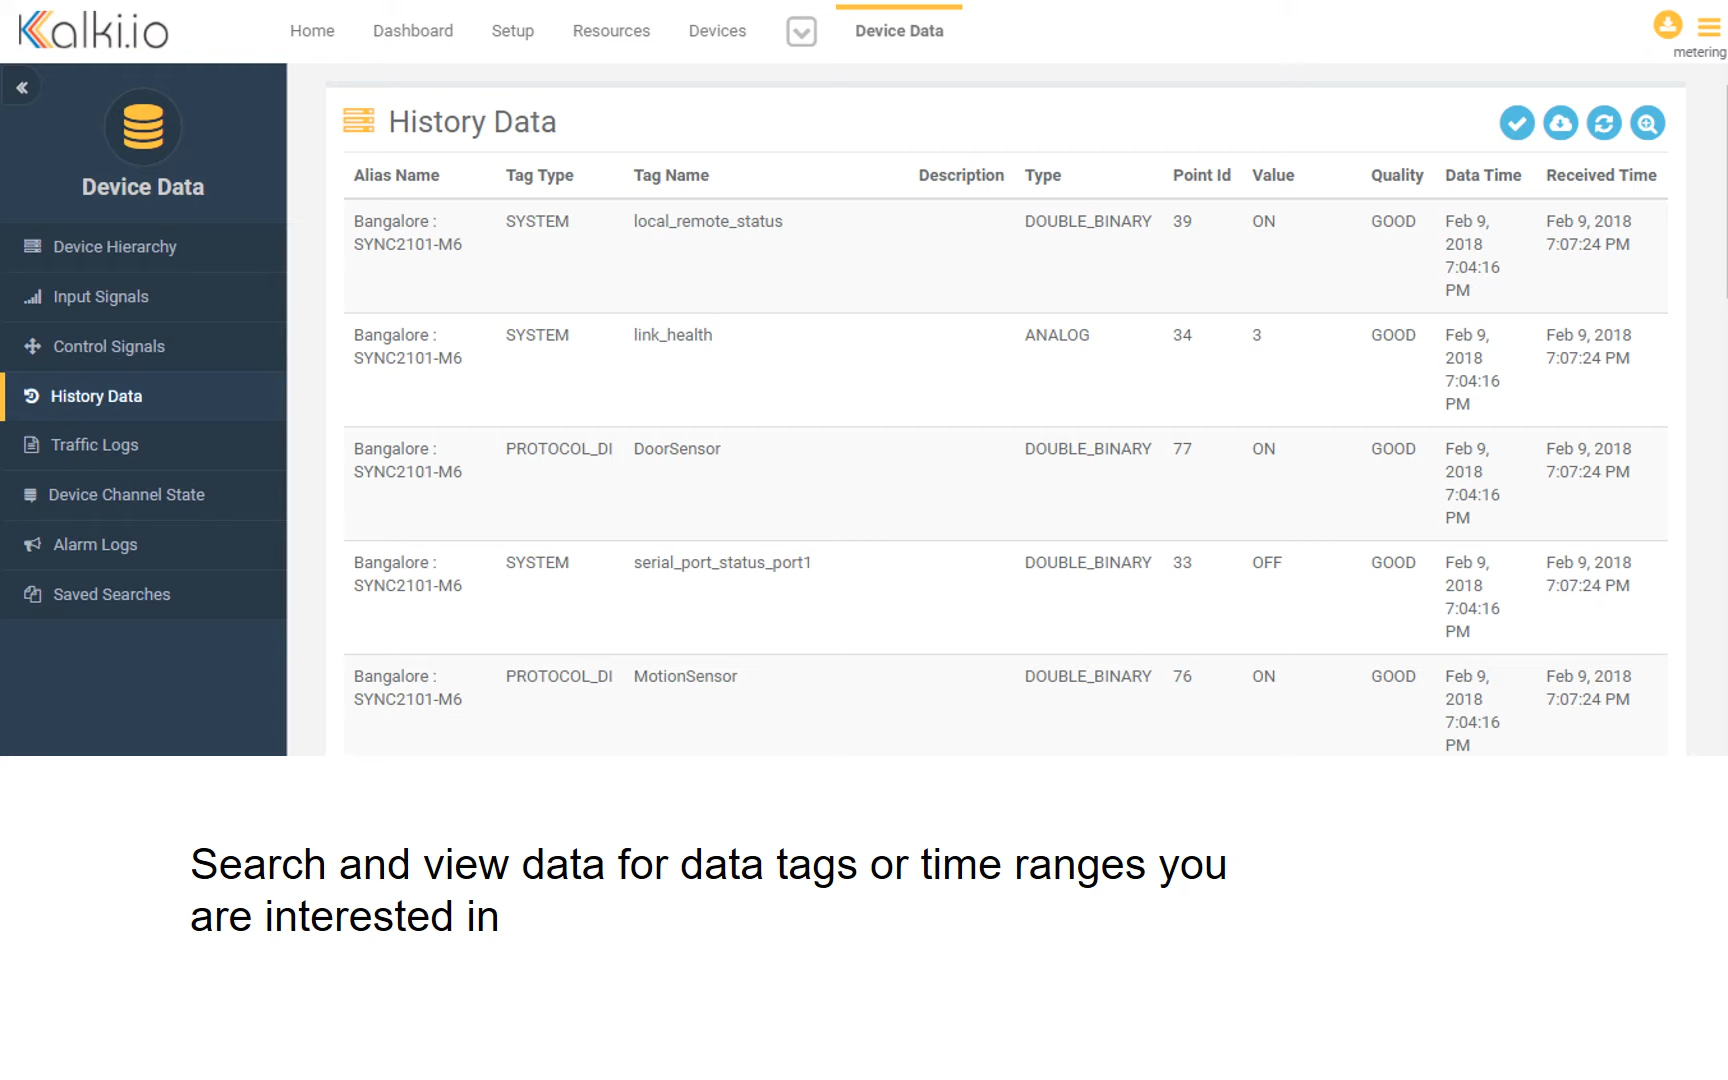 Kalki.io
Home Dashboard Setup Resources Devices Device Data
metering
Device Data
Device Hierarchy
Input Signals
Control Signals
History Data
Traffic Logs
Device Channel State
Alarm Logs
Saved Searches
History Data
Alias Name Tag Type Tag Name Description Type Point Id Value Quality Data Time Received Time
Bangalore : SYSTEM local_remote_status DOUBLE_BINARY 39 ON GOOD Feb 9, Feb 9, 2018
SYNC2101-M6 2018 7:07:24 PM
7:04:16
PM
Bangalore : SYSTEM link_health ANALOG 34 3 GOOD Feb 9, Feb 9, 2018
SYNC2101-M6 2018 7:07:24 PM
7:04:16
PM
Bangalore : PROTOCOL_DI DoorSensor DOUBLE_BINARY 77 ON GOOD Feb 9, Feb 9, 2018
SYNC2101-M6 2018 7:07:24 PM
7:04:16
PM
Bangalore : SYSTEM serial_port_status_port1 DOUBLE_BINARY 33 OFF GOOD Feb 9, Feb 9, 2018
SYNC2101-M6 2018 7:07:24 PM
7:04:16
PM
Bangalore : PROTOCOL_DI MotionSensor DOUBLE_BINARY 76 ON GOOD Feb 9, Feb 9, 2018
SYNC2101-M6 2018 7:07:24 PM
7:04:16
PM
Search and view data for data tags or time ranges you
are interested in